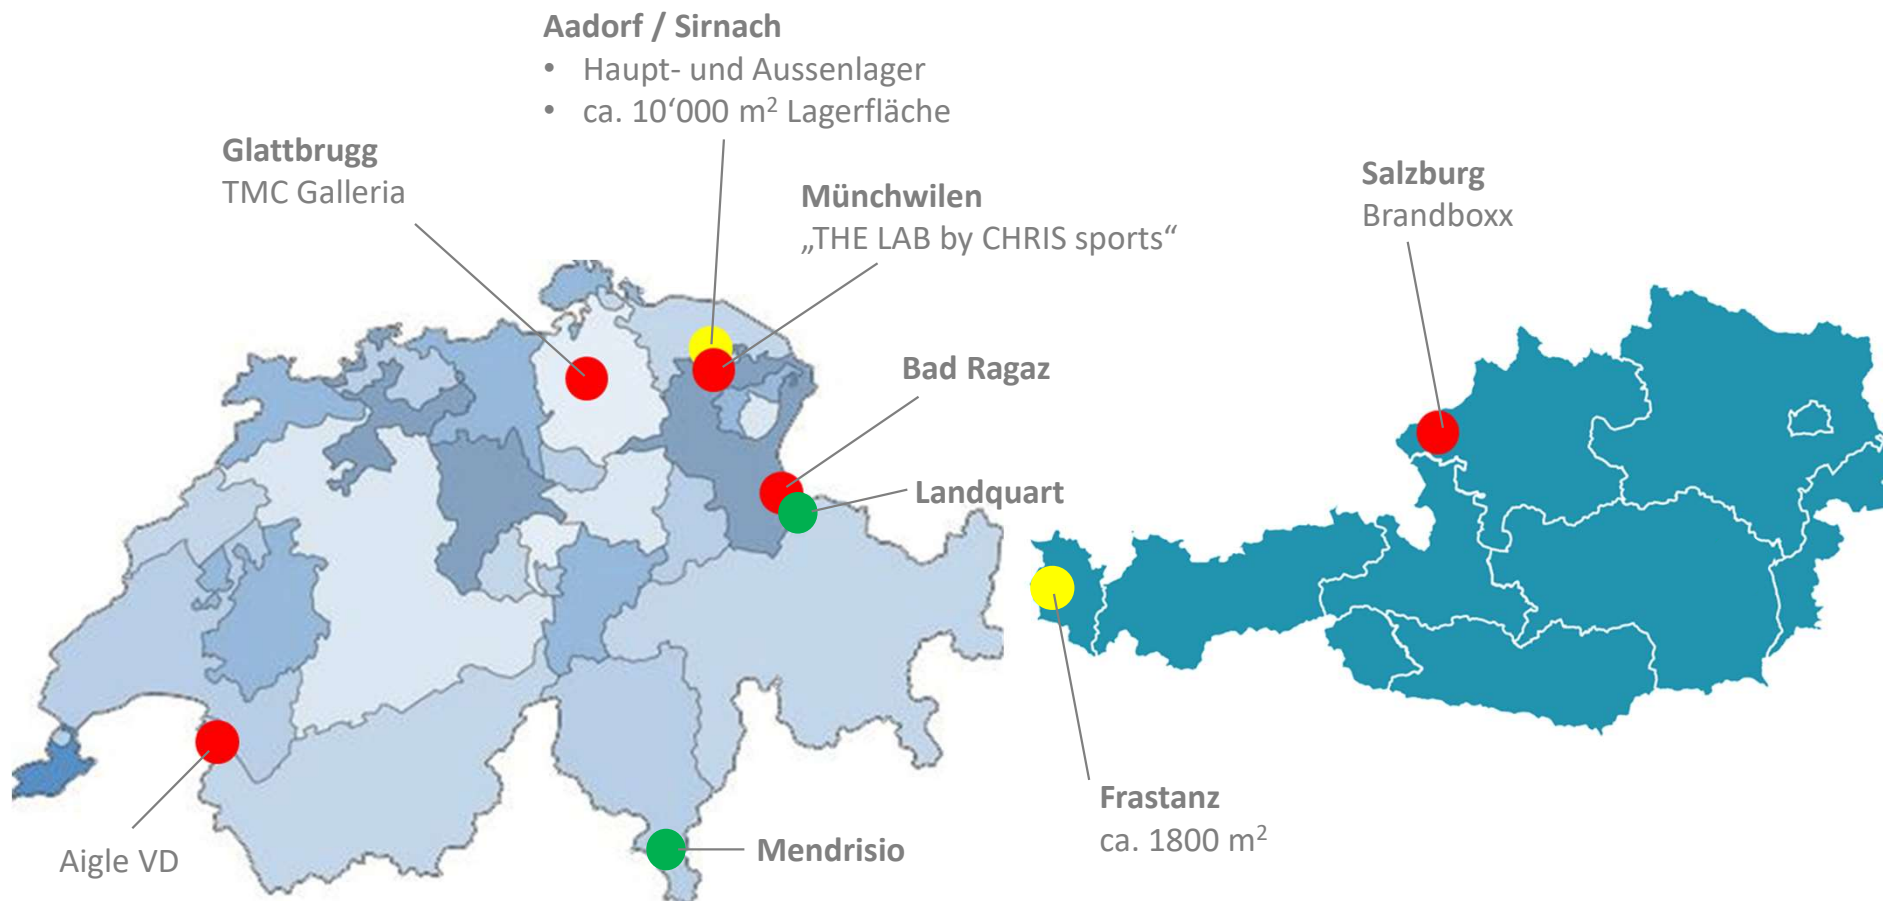 Aadorf / Sirnach
• Haupt- und Aussenlager
• ca. 10‘000 m² Lagerfläche
Glattbrugg
TMC Galleria
Münchwilen
„THE LAB by CHRIS sports“
Salzburg
Brandboxx
Bad Ragaz
Landquart
Frastanz
ca. 1800 m²
Mendrisio
Aigle VD